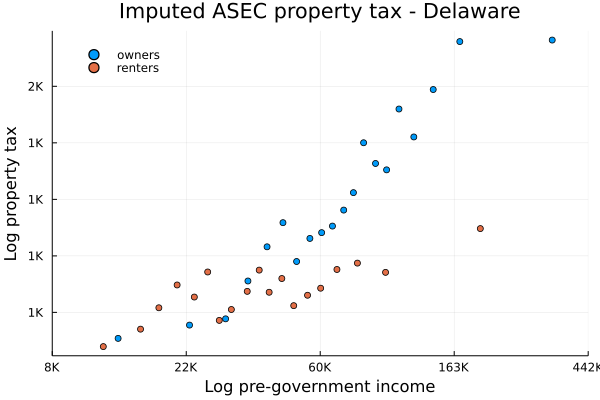 Imputed ASEC property tax - Delaware
owners
renters
2K
1K
1K
1K
1K
Log property tax
8K
22K
60K
163K
442K
Log pre-government income